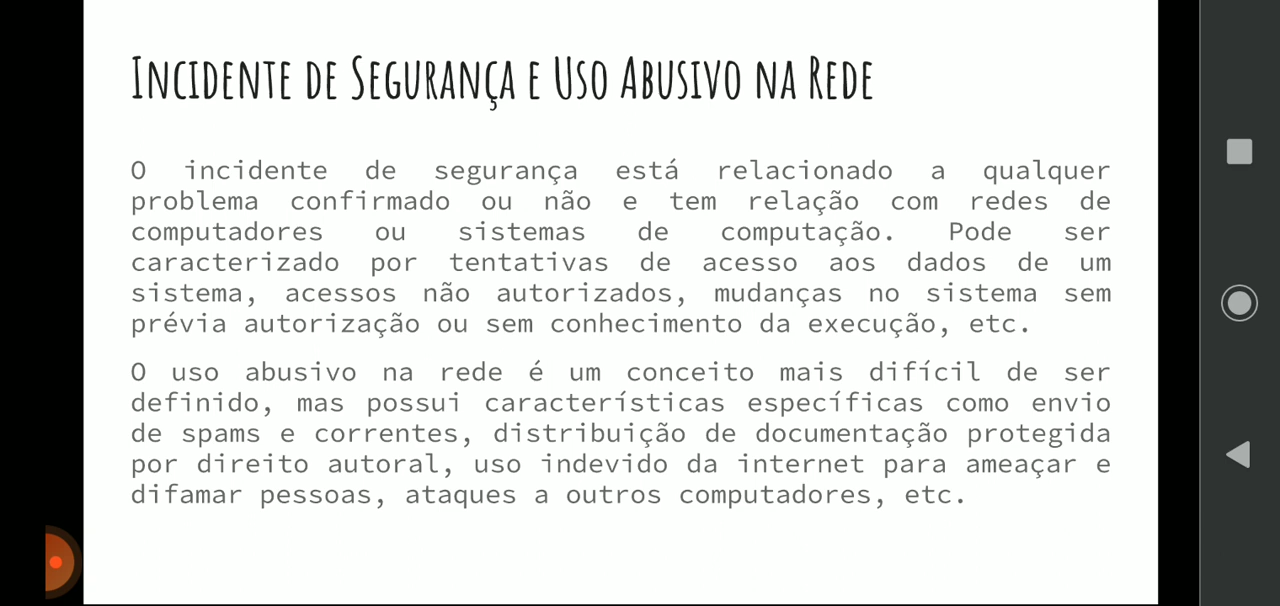 Incidente de Segurança e Uso Abusivo na Rede
O incidente de segurança está relacionado a qualquer
problema confirmado ou não e tem relação com redes de
computadores ou sistemas de computação. Pode ser
caracterizado por tentativas de acesso aos dados de um
sistema, acessos não autorizados, mudanças no sistema sem
prévia autorização ou sem conhecimento da execução, etc.
O uso abusivo na rede é um conceito mais difícil de ser
definido, mas possui características específicas como envio
de spams e correntes, distribuição de documentação protegida
por direito autoral, uso indevido da internet para ameaçar e
difamar pessoas, ataques a outros computadores, etc.